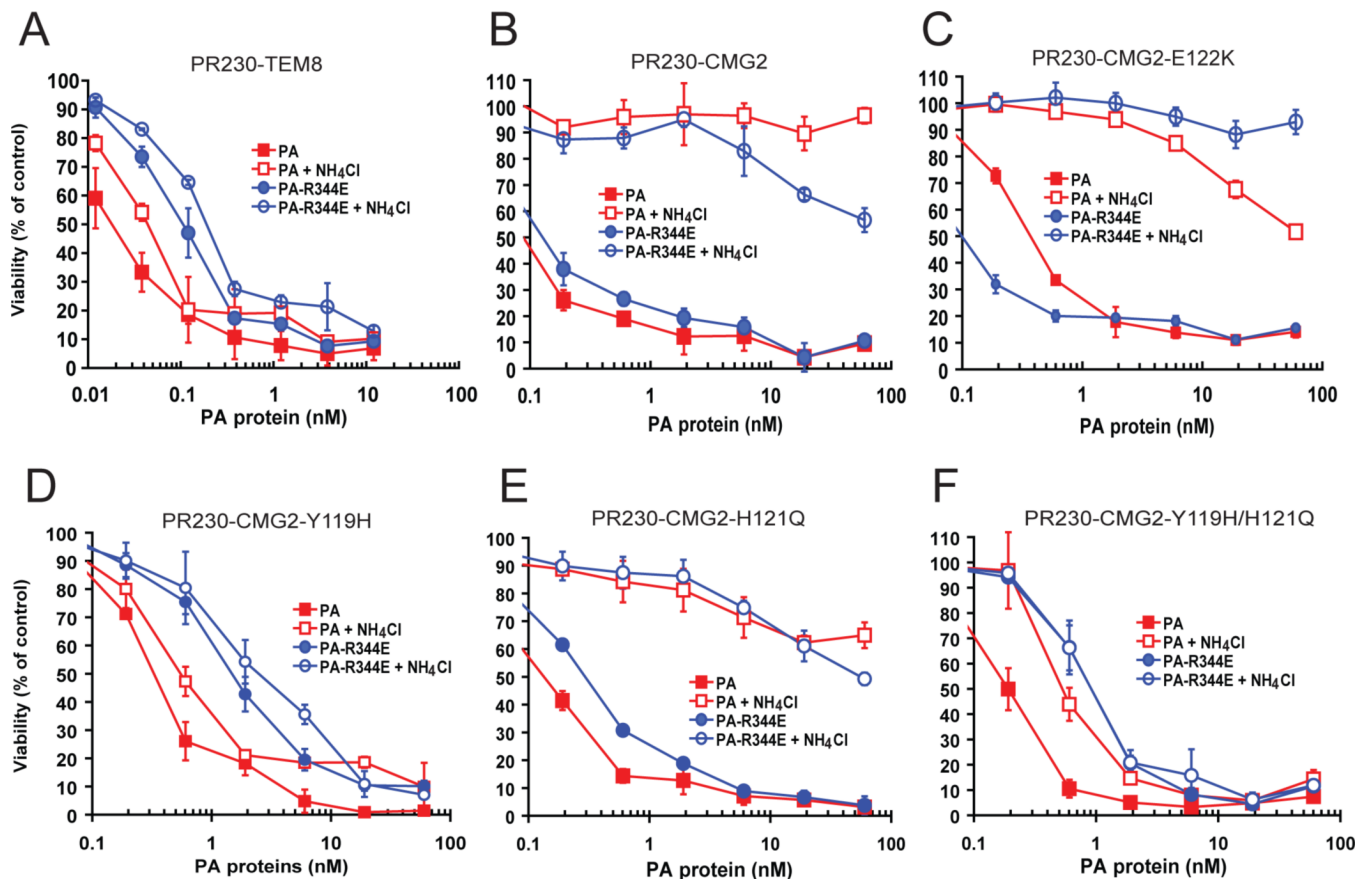 A
PR230-TEM8
Viability (% of control)
100
90
80
70
60
50
40
30
20
10
0
PA
PA + NH4Cl
PA-R344E
PA-R344E + NH4Cl
0.01
0.1
1
10
100
PA protein (nM)
B
PR230-CMG2
110
100
90
80
70
60
50
40
30
20
10
0
PA
PA + NH4Cl
PA-R344E
PA-R344E + NH4Cl
0.1
1
10
100
PA protein (nM)
C
PR230-CMG2-E122K
110
100
90
80
70
60
50
40
30
20
10
0
PA
PA + NH4Cl
PA-R344E
PA-R344E + NH4Cl
0.1
1
10
100
PA protein (nM)
D
PR230-CMG2-Y119H
Viability (% of control)
100
90
80
70
60
50
40
30
20
10
0
PA
PA + NH4Cl
PA-R344E
PA-R344E + NH4Cl
0.1
1
10
100
PA proteins (nM)
E
PR230-CMG2-H121Q
100
90
80
70
60
50
40
30
20
10
0
PA
PA + NH4Cl
PA-R344E
PA-R344E + NH4Cl
0.1
1
10
100
PA protein (nM)
F
PR230-CMG2-Y119H/H121Q
110
100
90
80
70
60
50
40
30
20
10
0
PA
PA + NH4Cl
PA-R344E
PA-R344E + NH4Cl
0.1
1
10
100
PA protein (nM)